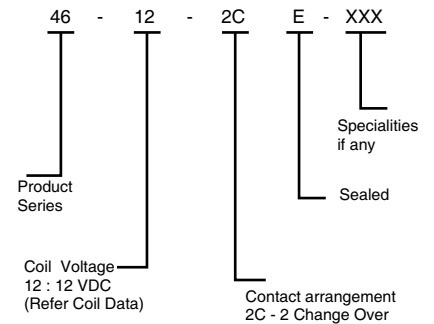 46 - 12 - 2C E - XXX
Specialities
if any
Product
Series
Sealed
Coil Voltage
12 : 12 VDC
(Refer Coil Data)
Contact arrangement
2C - 2 Change Over